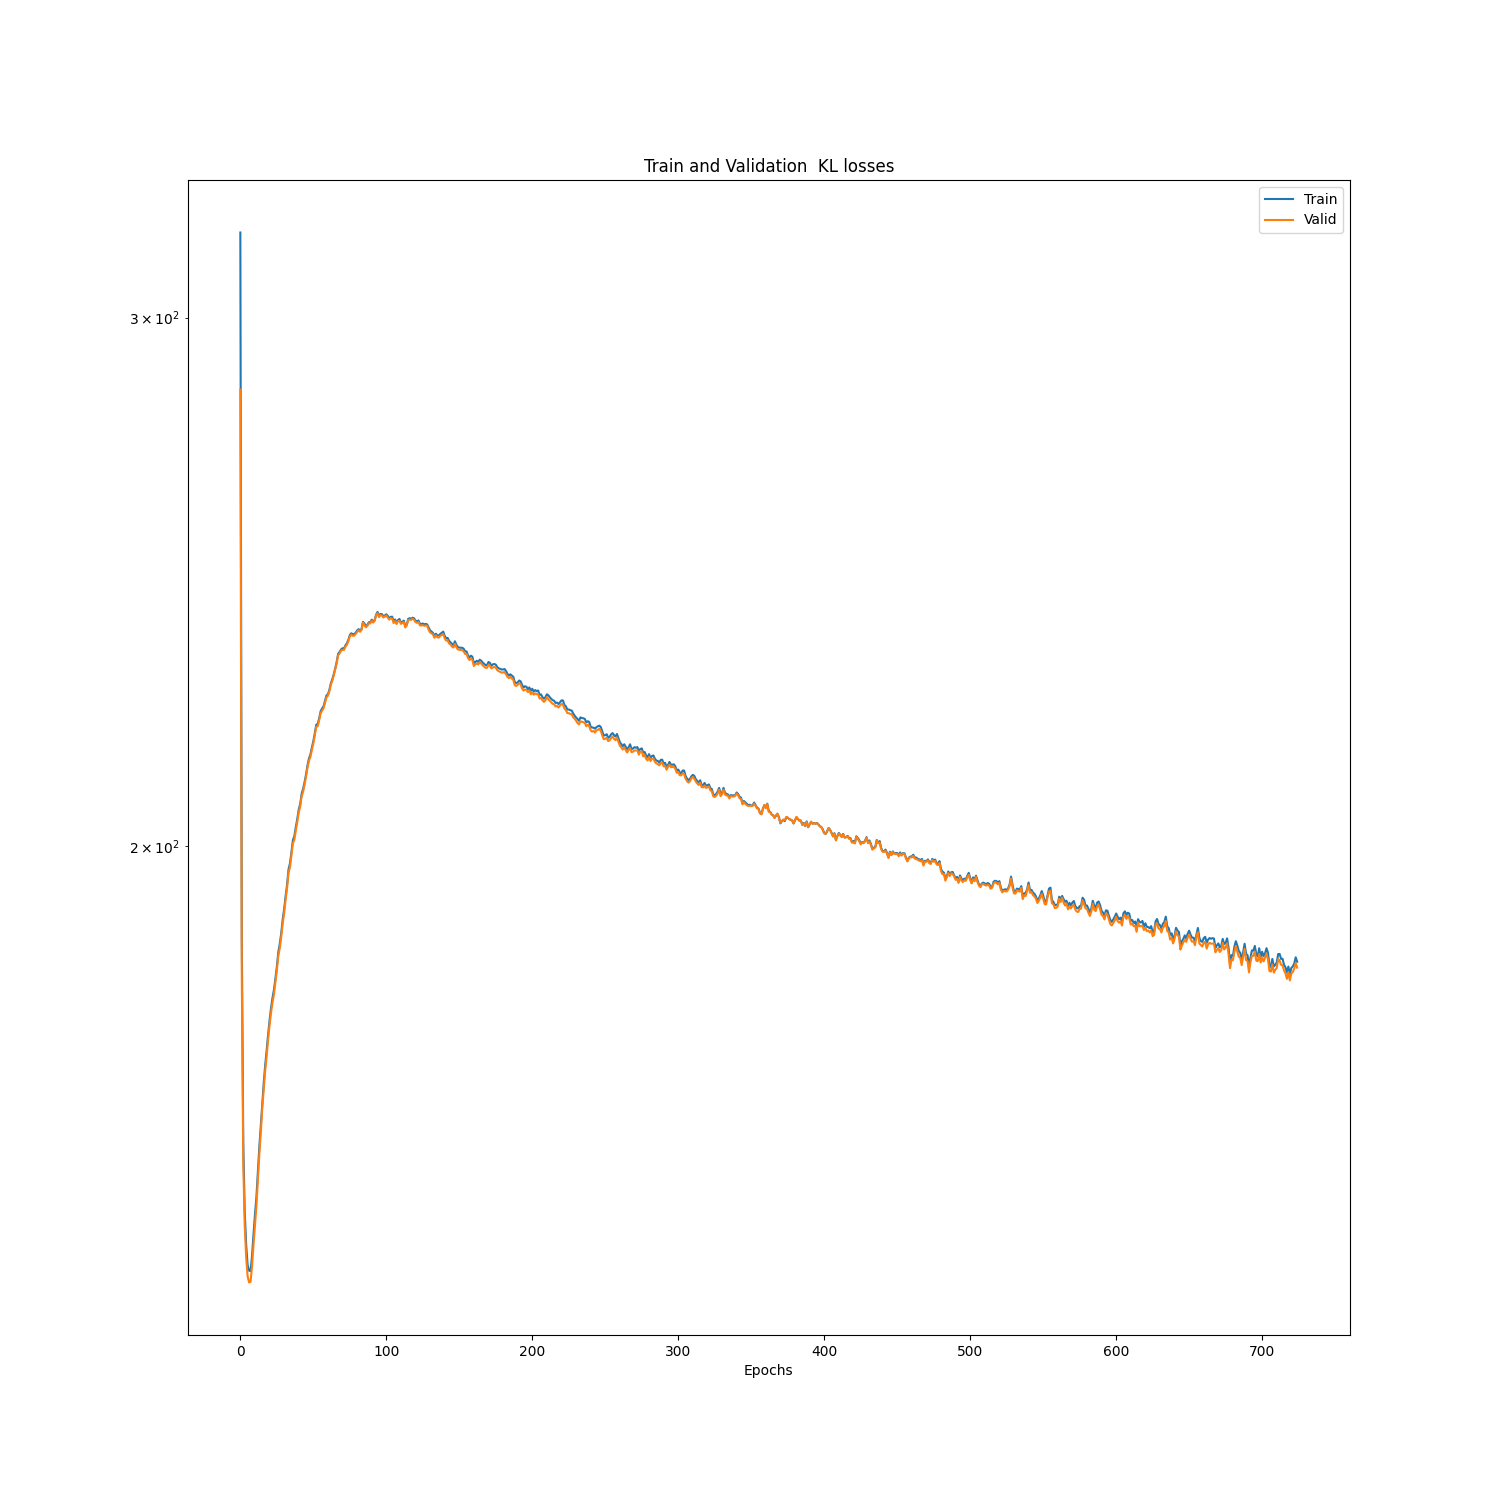 Train and Validation  KL losses
Train
Valid
3 × 10²
2 × 10²
0 100 200 300 400 500 600 700
Epochs